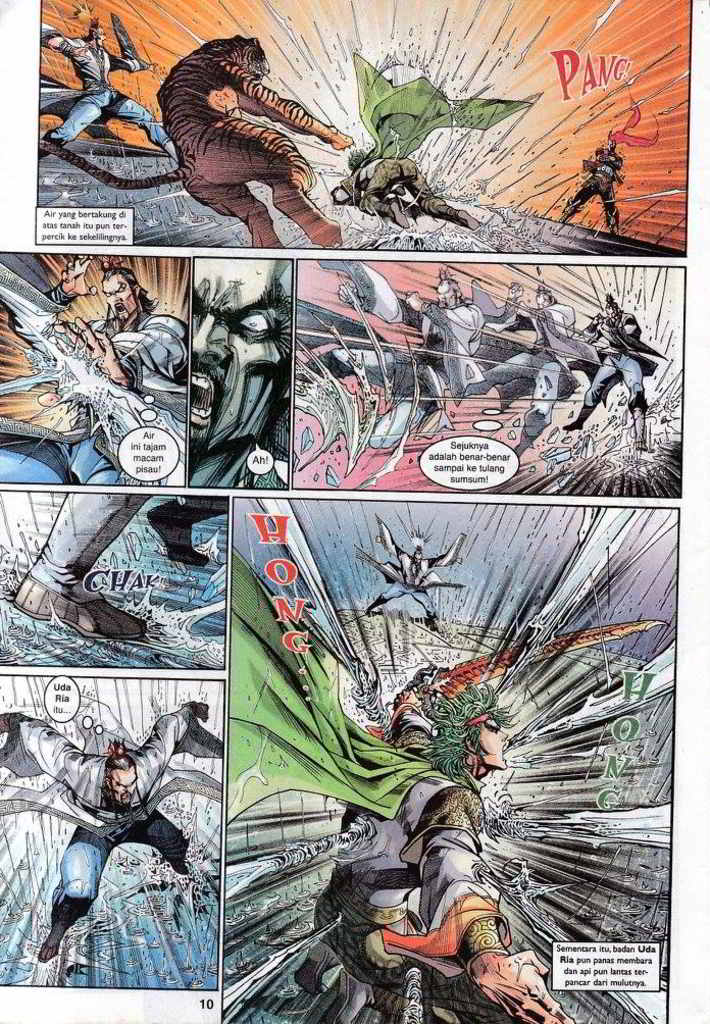 PANG!
Air yang bertakung di
atas tanah itu pun ter-
percik ke sekelilingnya.
Air
ini tajam
macam
pisau!
Ah!
Sejuknya
benar-benar
sampai ke tulang
sumsum!
CHAK
HONG
HONG
Uda
Ria
itu...
Sementara itu, badan Uda
Ria pun panas membara
dan api pun lantas ter-
pancar dari mulutnya.
10